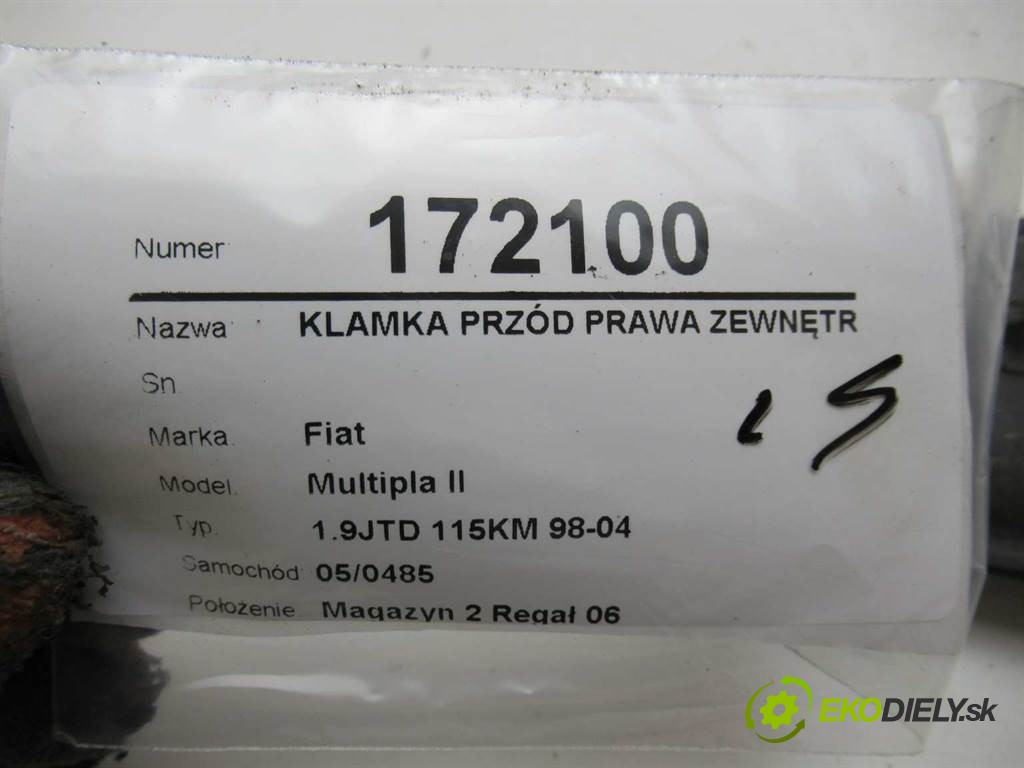 Numer 172100
Nazwa KLAMKA PRZÓD PRAWA ZEWNĘTR
Sn.
Marka. Fiat
Model. Multipla II
Typ. 1.9JTD 115KM 98-04
Samochód 05/0485
Położenie. Magazyn 2 Regał 06
EKODIELY.sk